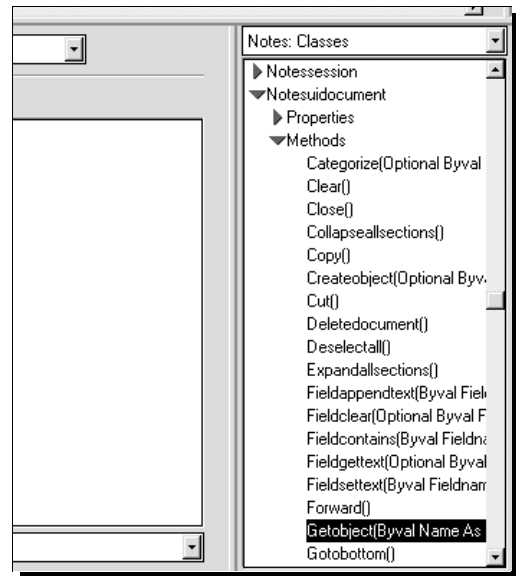 Notes: Classes
Notessession
Notesuidocument
Properties
Methods
Categorize(Optional Byval
Clear()
Close()
Collapseallsections()
Copy()
Createobject(Optional Byv
Cut()
Deletedocument()
Deselectall()
Expandallsections()
Fieldappendtext(Byval Fiel
Fieldclear(Optional Byval F
Fieldcontains(Byval Fieldna
Fieldgettext(Optional Byval
Fieldsettext(Byval Fieldnam
Forward()
Getobject(Byval Name As
Gotobottom()